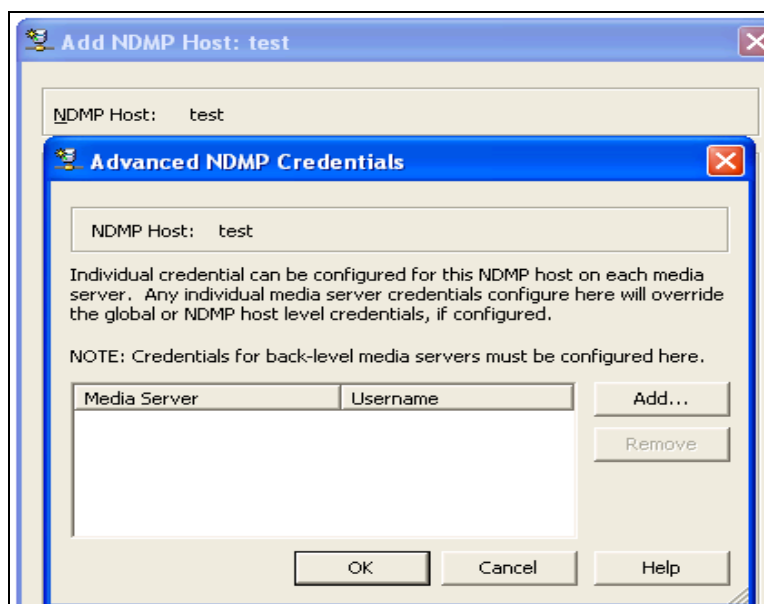 Add NDMP Host: test
NDMP Host: test
Advanced NDMP Credentials
NDMP Host: test
Individual credential can be configured for this NDMP host on each media
server. Any individual media server credentials configure here will override
the global or NDMP host level credentials, if configured.
NOTE: Credentials for back-level media servers must be configured here.
Media Server Username
Add...
Remove
OK Cancel Help